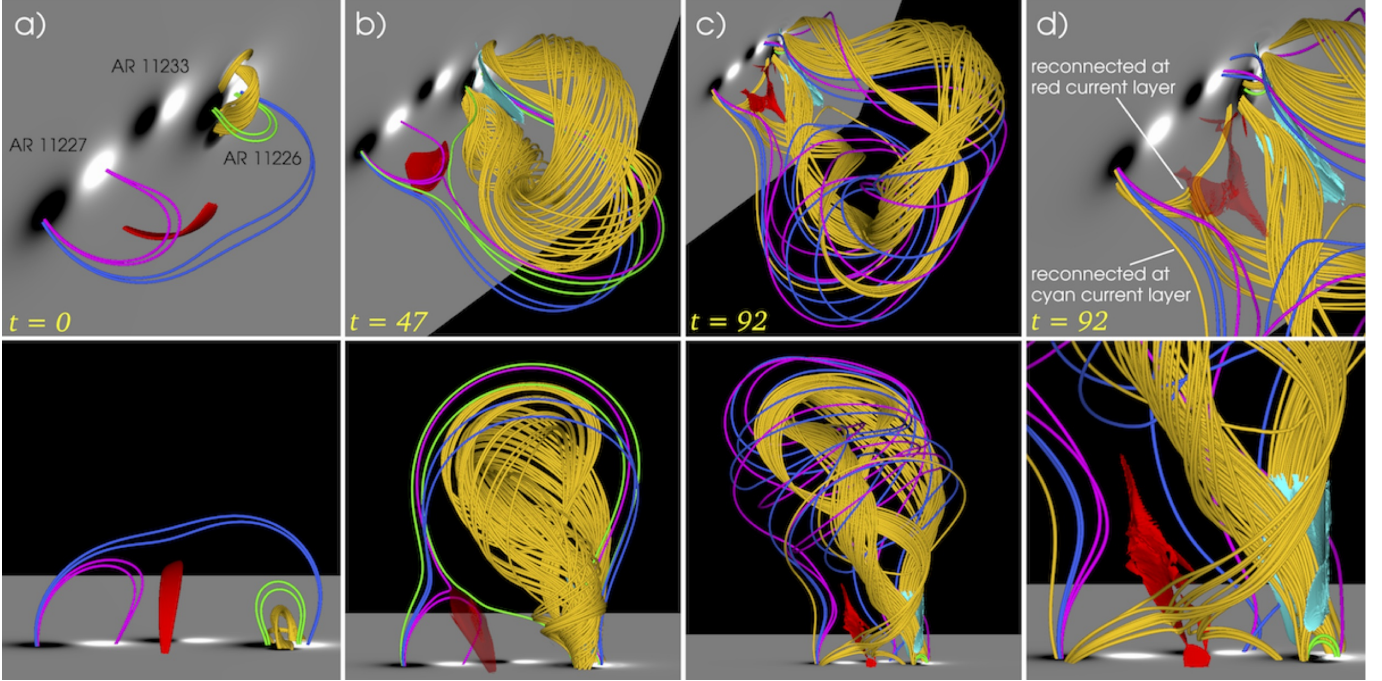 a)
AR 11233
AR 11227
AR 11226
t = 0
b)
t = 47
c)
t = 92
d)
reconnected at
red current layer
reconnected at
cyan current layer
t = 92